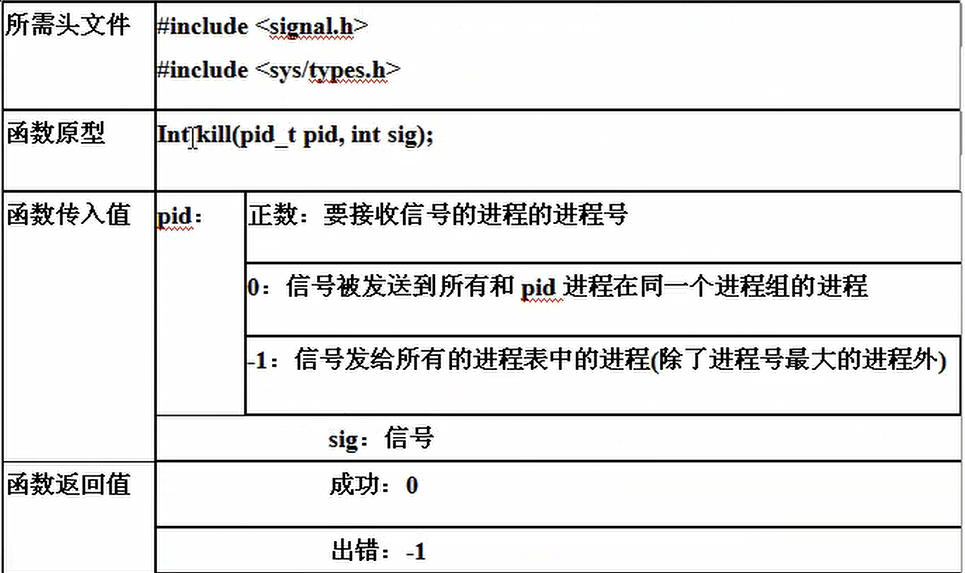 所需头文件
#include <signal.h>
#include <sys/types.h>
函数原型
Int kill(pid_t pid, int sig);
函数传入值
pid：
正数：要接收信号的进程的进程号
0：信号被发送到所有和 pid 进程在同一个进程组的进程
-1：信号发给所有的进程表中的进程(除了进程号最大的进程外)
sig：信号
函数返回值
成功：0
出错：-1